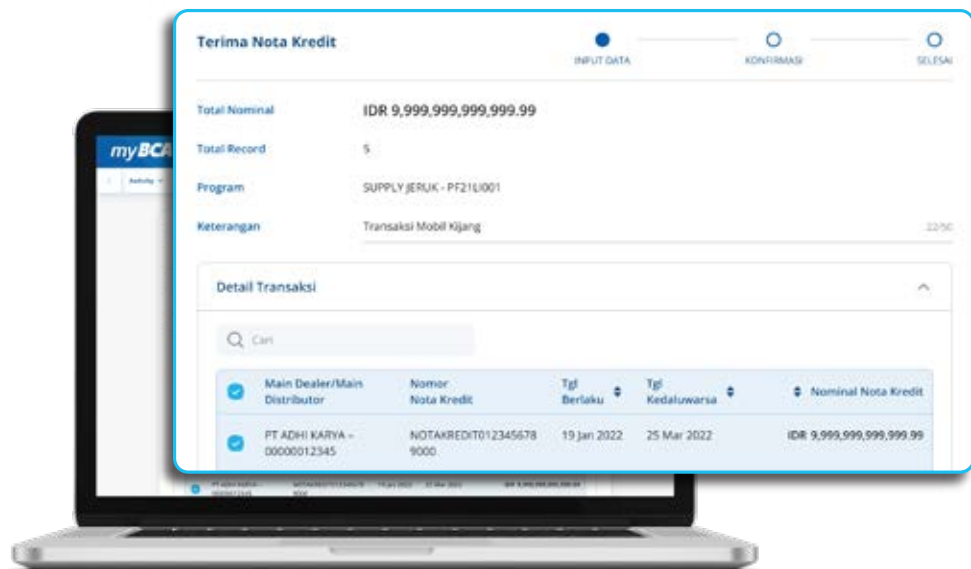 Terima Nota Kredit
INPUT DATA
KONFIRMASI
SELESAI
Total Nominal
IDR 9,999,999,999,999.99
Total Record
5
Program
SUPPLY JERUK - PF21LI001
Keterangan
Transaksi Mobil Kijang
22/50
Detail Transaksi
Cari
Main Dealer/Main
Distributor
Nomor
Nota Kredit
Tgl
Berlaku
Tgl
Kedaluwarsa
Nominal Nota Kredit
PT ADHI KARYA –
00000012345
NOTAKREDIT012345678
9000
19 Jan 2022
25 Mar 2022
IDR 9,999,999,999,999.99
myBCA